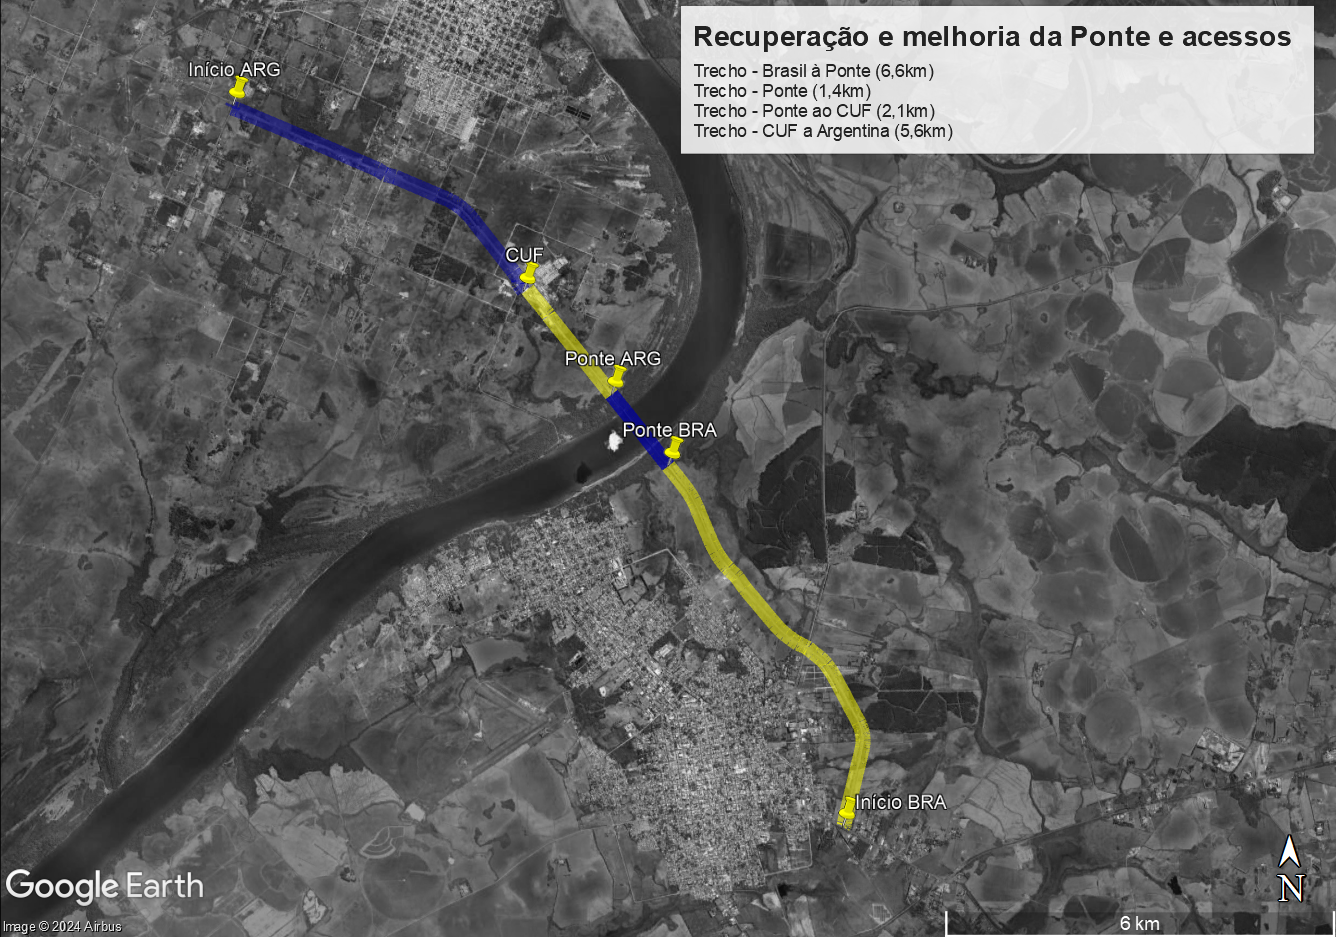 Recuperação e melhoria da Ponte e acessos
Trecho - Brasil à Ponte (6,6km)
Trecho - Ponte (1,4km)
Trecho - Ponte ao CUF (2,1km)
Trecho - CUF a Argentina (5,6km)
Início ARG
CUF
Ponte ARG
Ponte BRA
Início BRA
Google Earth
N
Image © 2024 Airbus
6 km